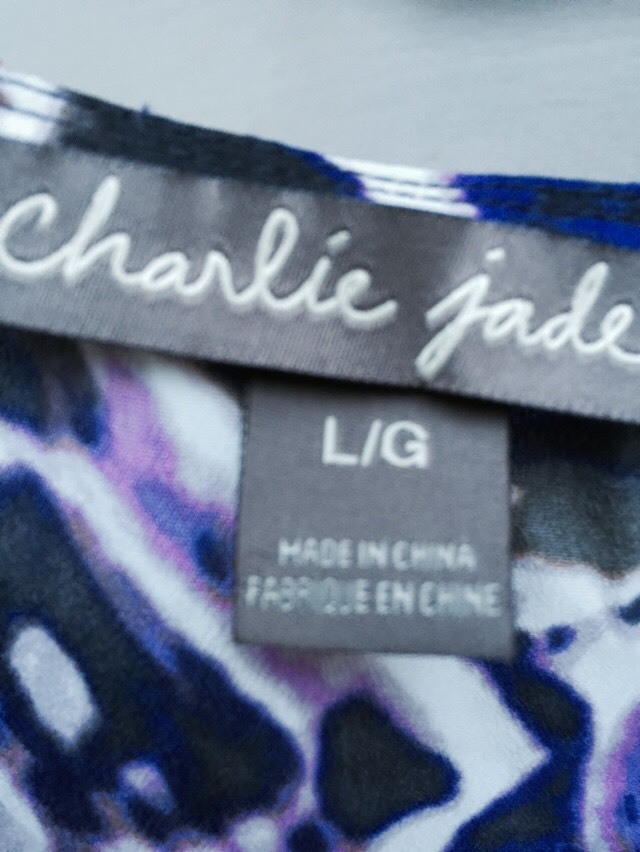 charlie jade
L/G
MADE IN CHINA
FABRIQUE EN CHINE